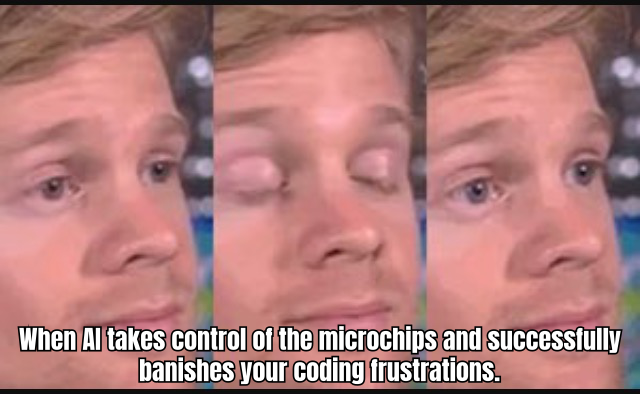 When AI takes control of the microchips and successfully
banishes your coding frustrations.